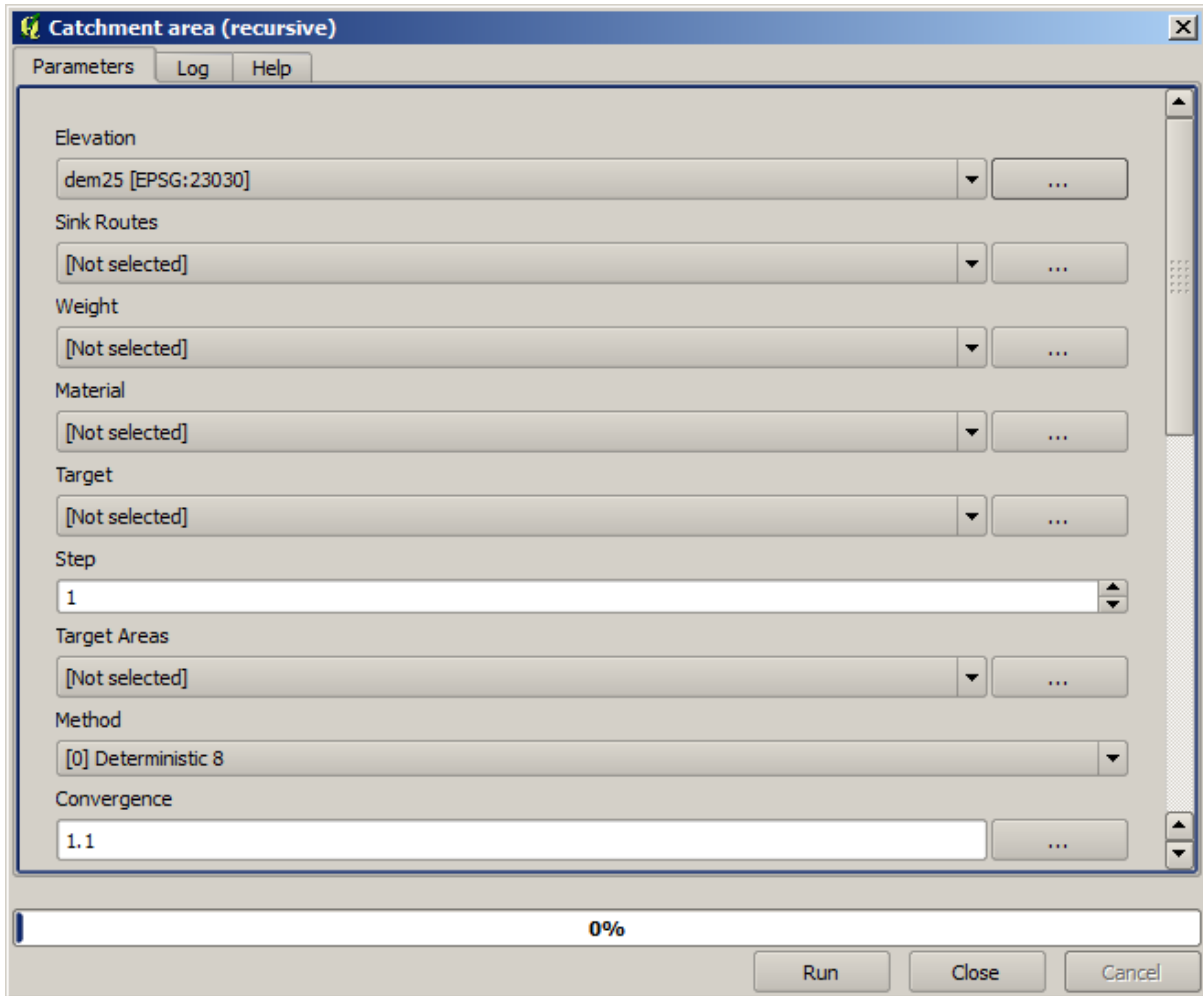 Catchment area (recursive)
Parameters Log Help
Elevation
dem25 [EPSG:23030] ...
Sink Routes
[Not selected] ...
Weight
[Not selected] ...
Material
[Not selected] ...
Target
[Not selected] ...
Step
1
Target Areas
[Not selected] ...
Method
[0] Deterministic 8
Convergence
1.1 ...
0%
Run Close Cancel